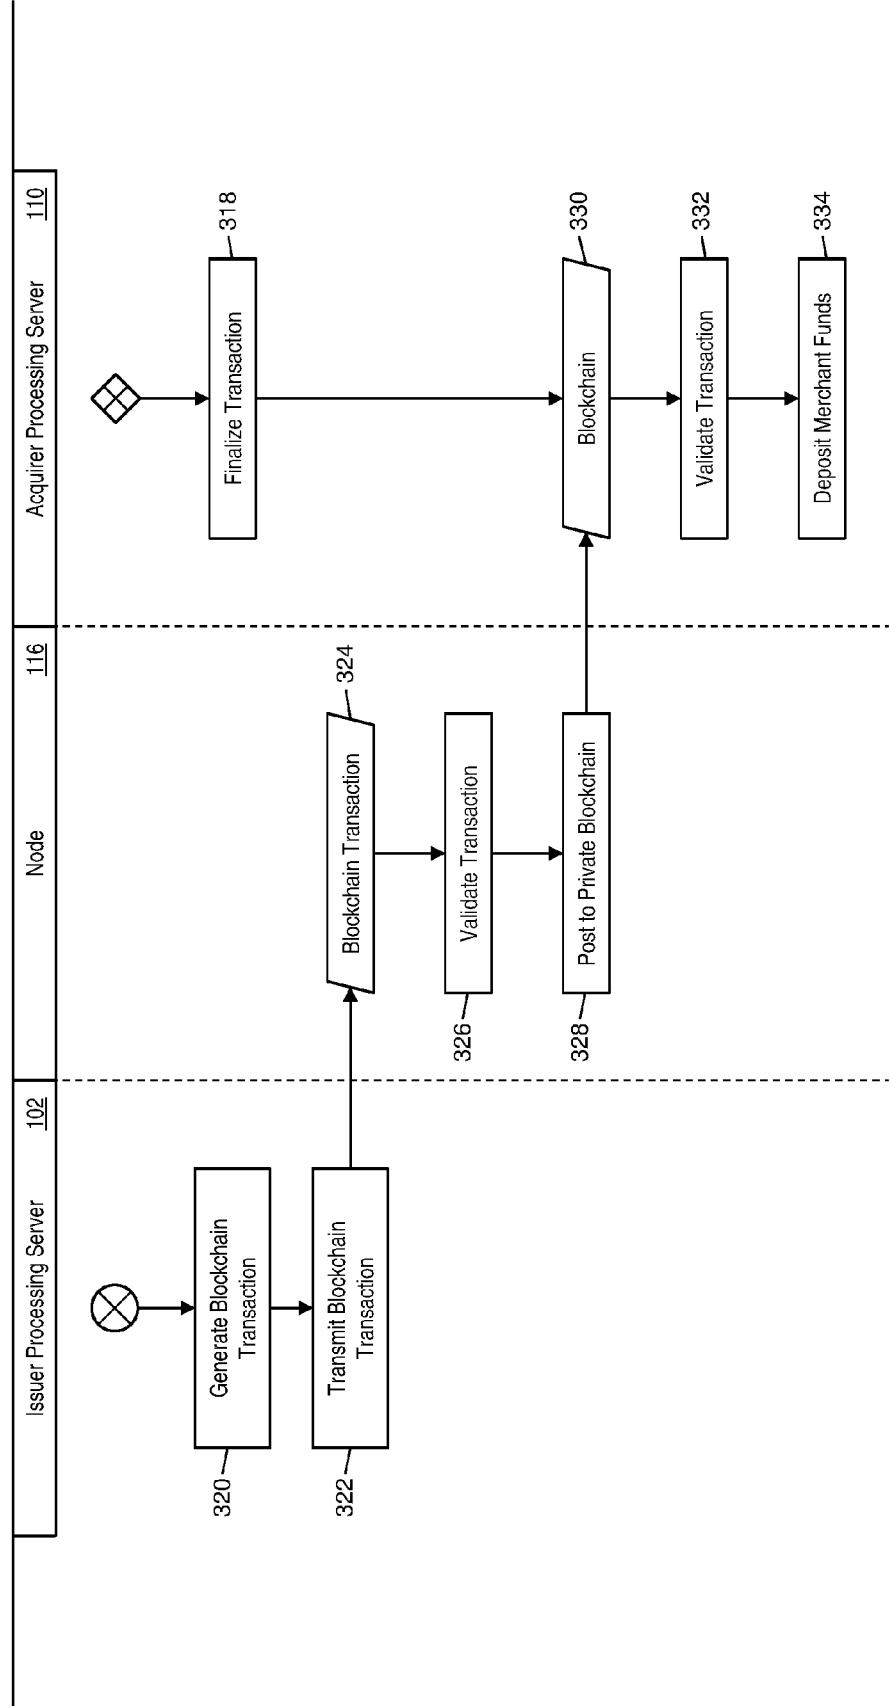 Issuer Processing Server
102
Node
116
Acquirer Processing Server
110
Finalize Transaction
318
Generate Blockchain
Transaction
320
Transmit Blockchain
Transaction
322
Blockchain Transaction
324
Validate Transaction
326
Post to Private Blockchain
328
Blockchain
330
Validate Transaction
332
Deposit Merchant Funds
334